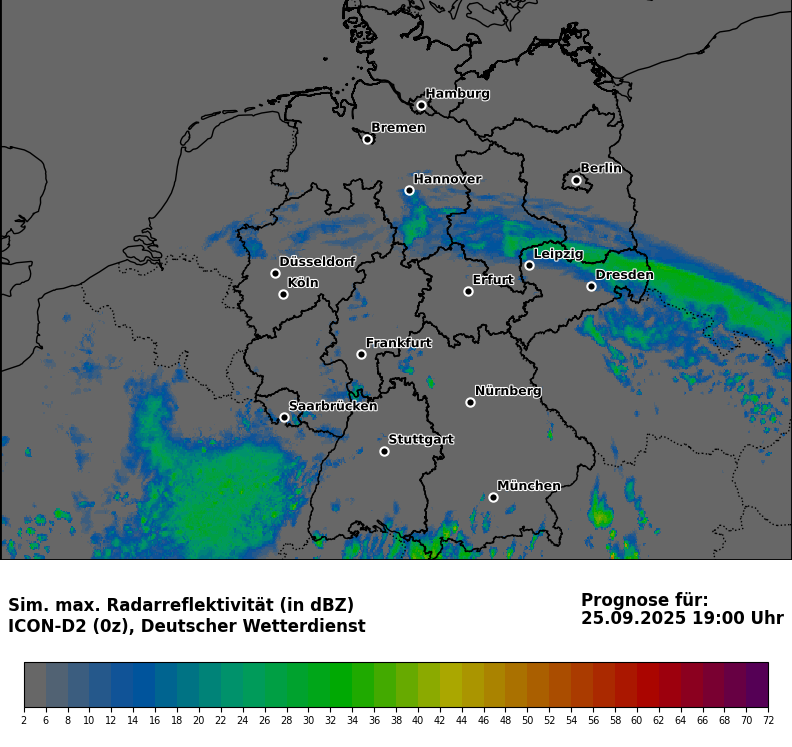 Hamburg
Bremen
Berlin
Hannover
Leipzig
Düsseldorf
Dresden
Köln
Erfurt
Frankfurt
Nürnberg
Saarbrücken
Stuttgart
München
Sim. max. Radarreflektivität (in dBZ)
ICON-D2 (0z), Deutscher Wetterdienst
Prognose für:
25.09.2025 19:00 Uhr
2 6 8 10 12 14 16 18 20 22 24 26 28 30 32 34 36 38 40 42 44 46 48 50 52 54 56 58 60 62 64 66 68 70 72